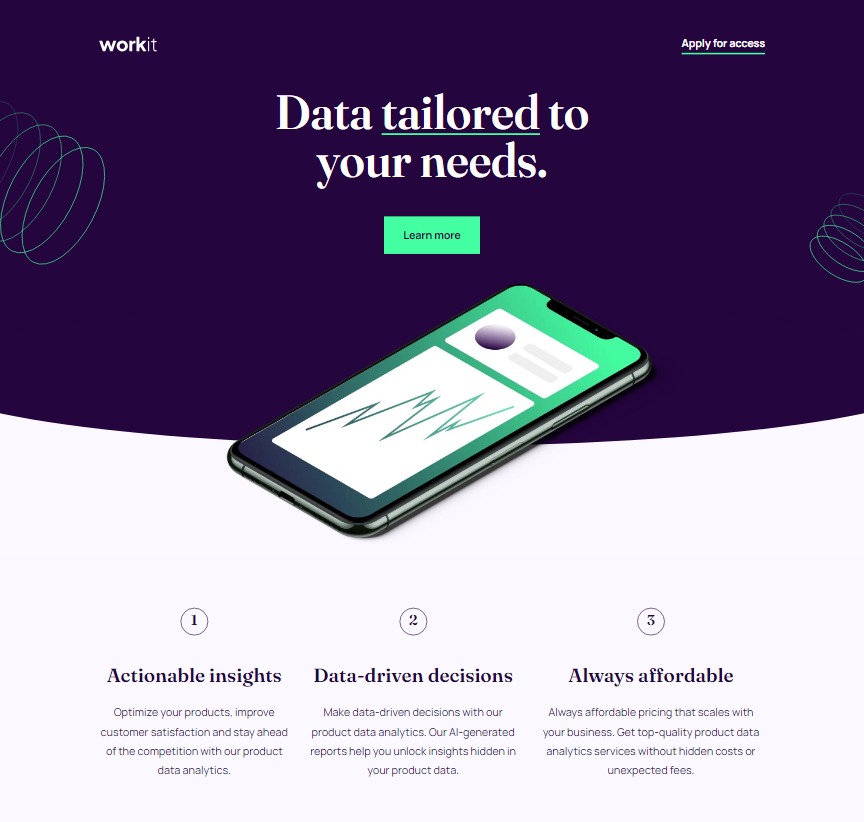 workit
Apply for access
Data tailored to
your needs.
Learn more
1
Actionable insights
Optimize your products, improve
customer satisfaction and stay ahead
of the competition with our product
data analytics.
2
Data-driven decisions
Make data-driven decisions with our
product data analytics. Our AI-generated
reports help you unlock insights hidden in
your product data.
3
Always affordable
Always affordable pricing that scales with
your business. Get top-quality product data
analytics services without hidden costs or
unexpected fees.